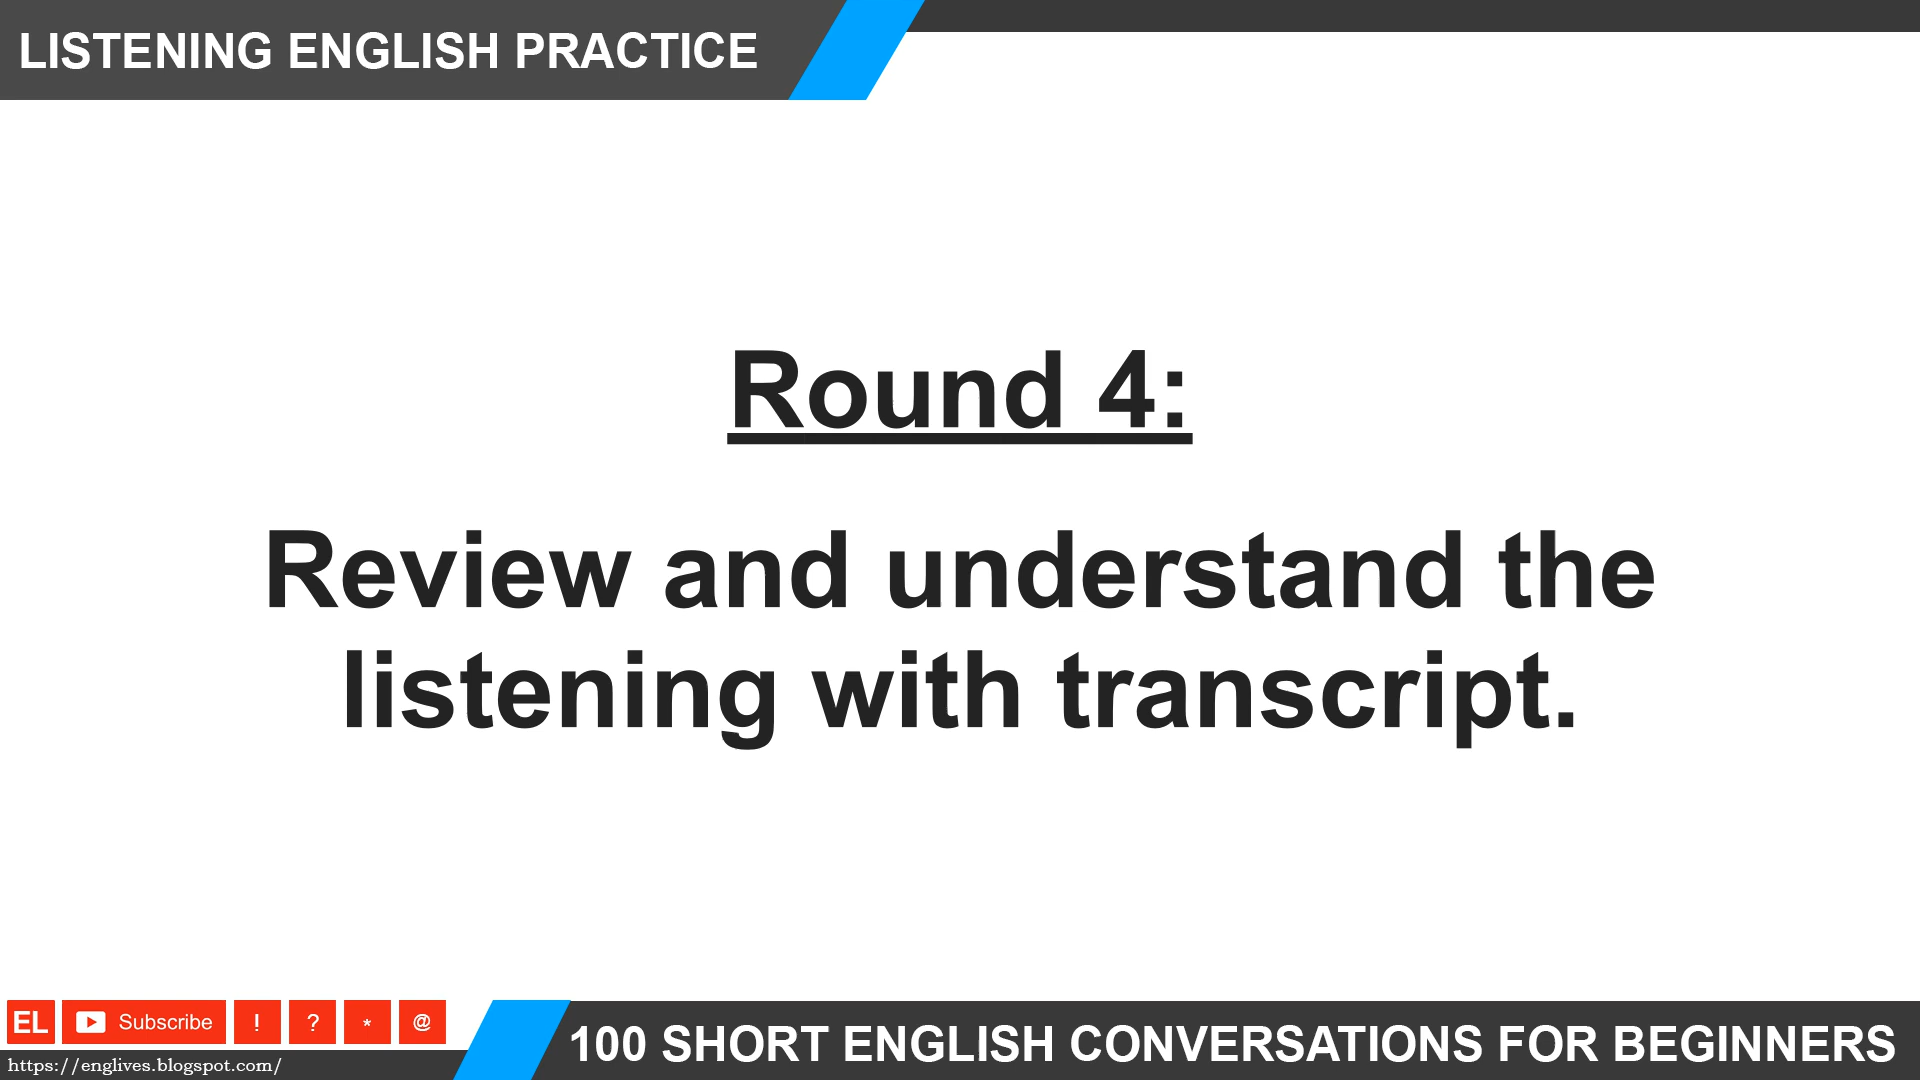 LISTENING ENGLISH PRACTICE
Round 4:
Review and understand the
listening with transcript.
EL Subscribe ! ? * @
https://englives.blogspot.com/
100 SHORT ENGLISH CONVERSATIONS FOR BEGINNERS